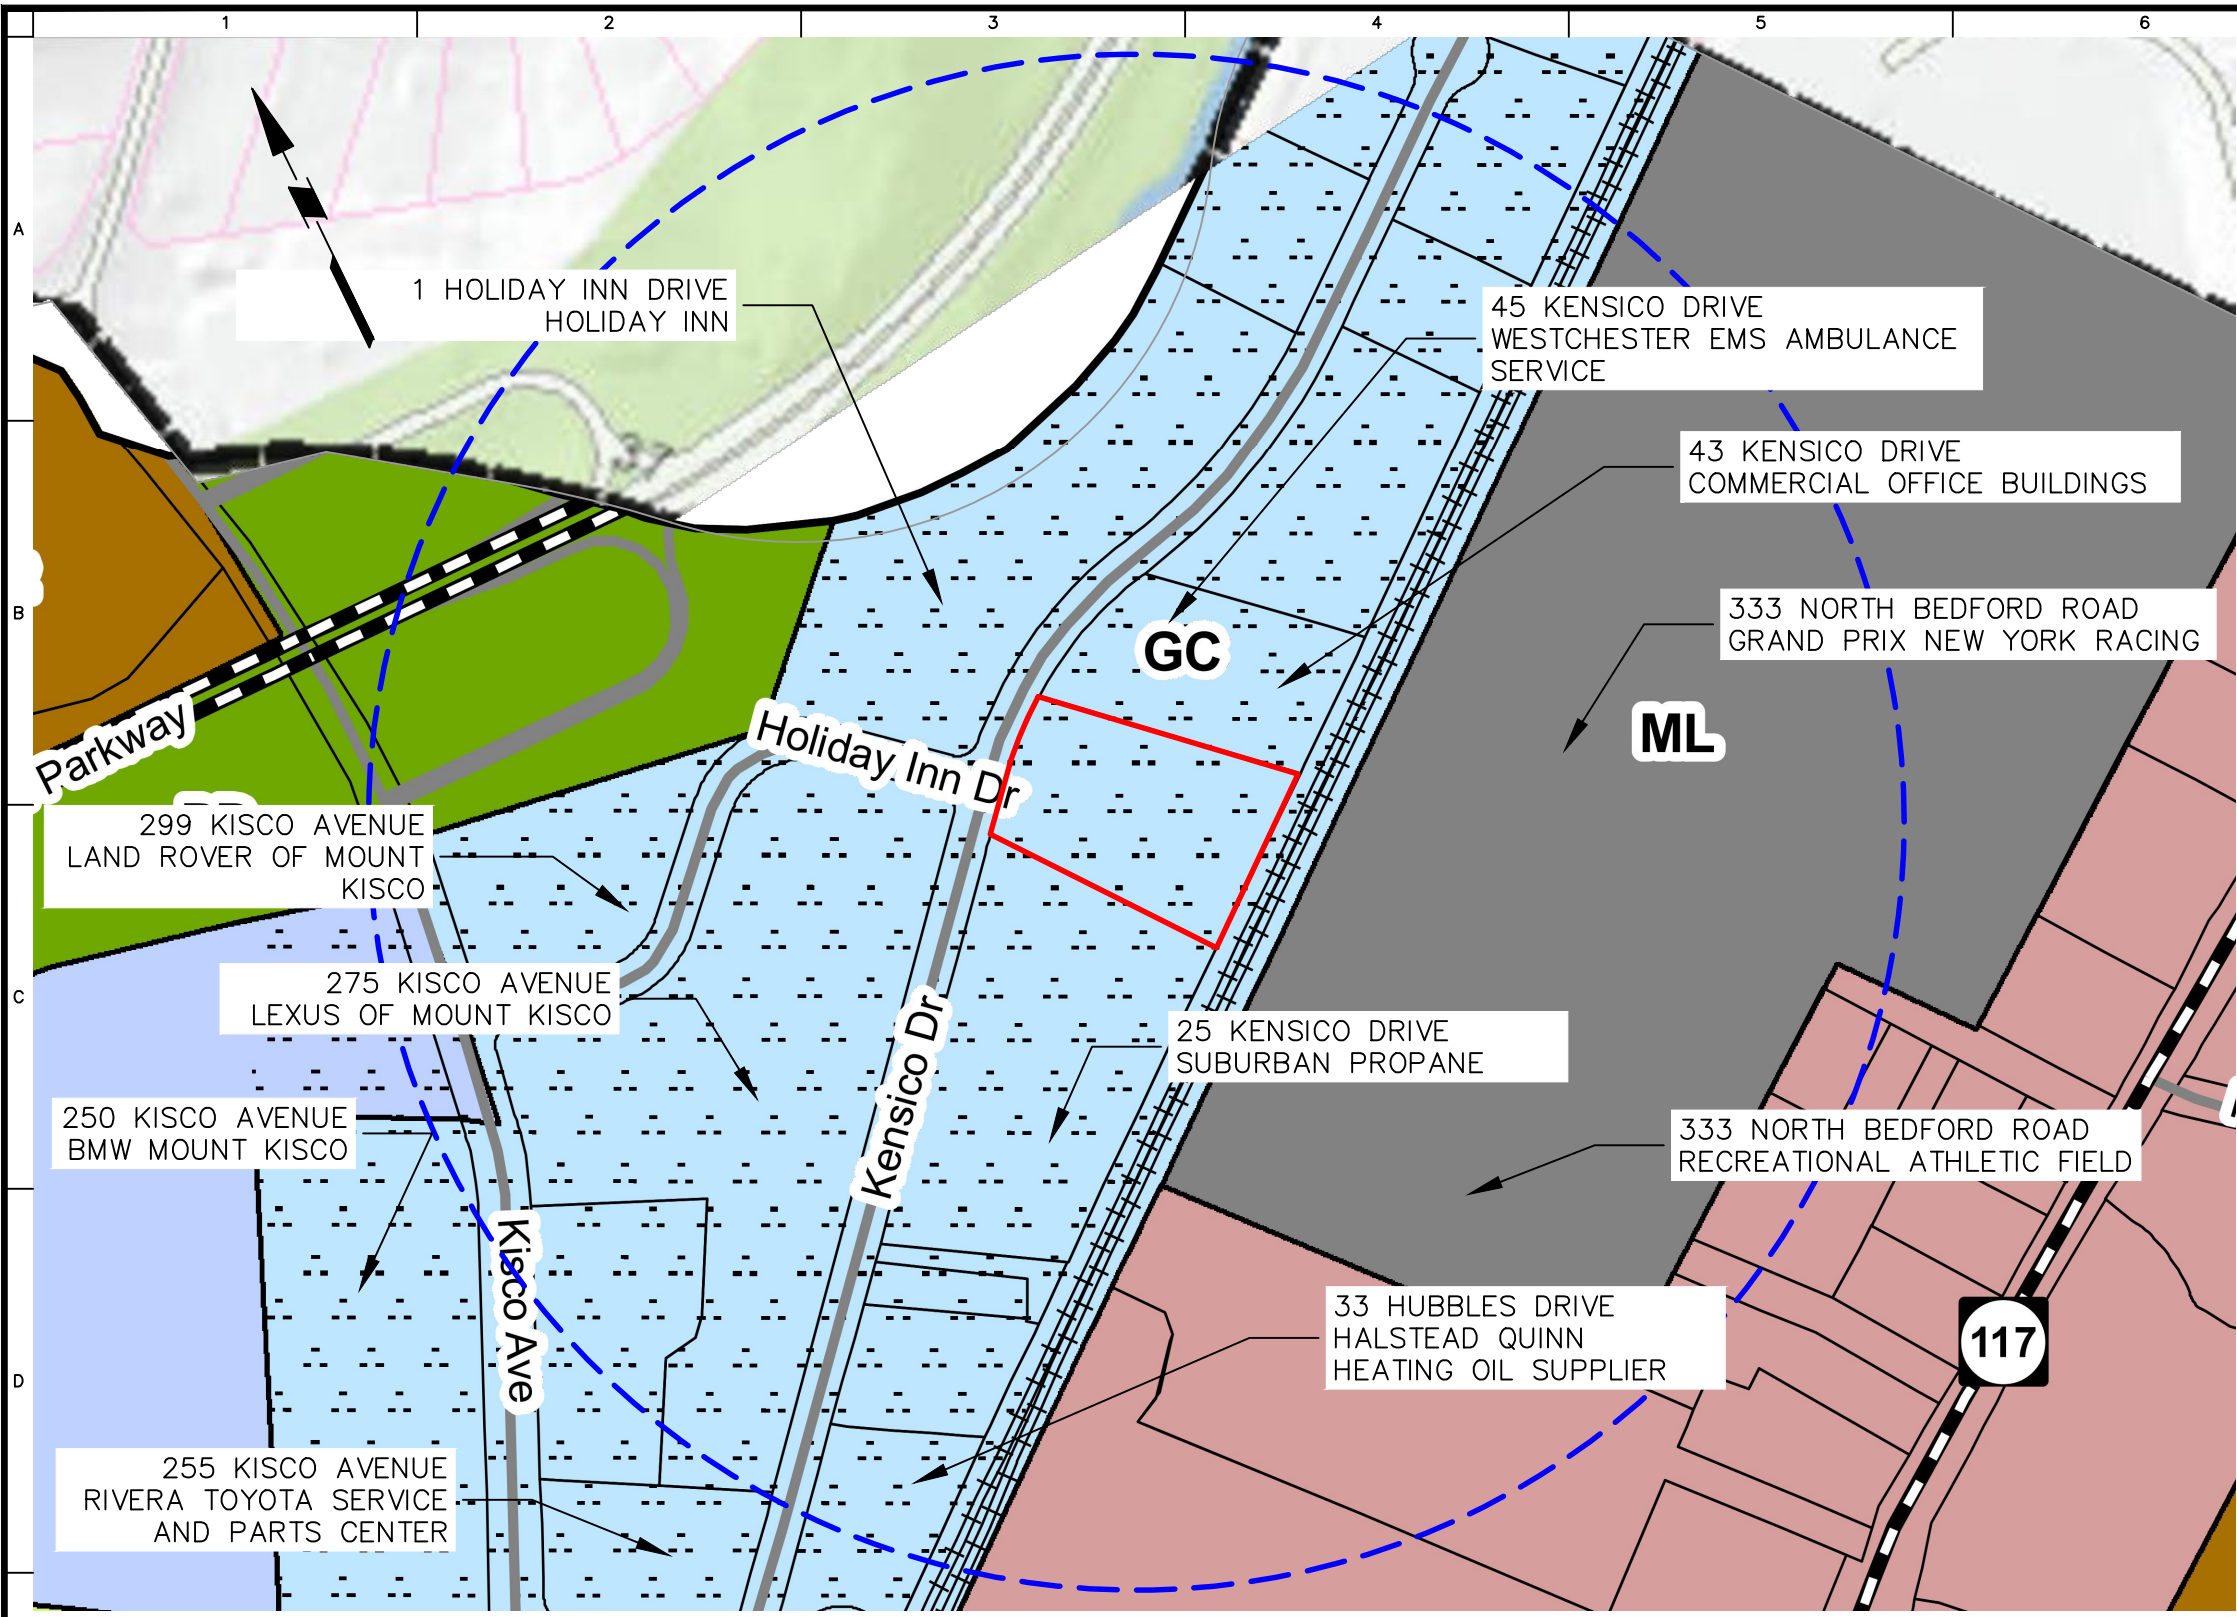 1 2 3 4 5 6
A
1 HOLIDAY INN DRIVE
HOLIDAY INN
45 KENSICO DRIVE
WESTCHESTER EMS AMBULANCE
SERVICE
43 KENSICO DRIVE
COMMERCIAL OFFICE BUILDINGS
B
333 NORTH BEDFORD ROAD
GRAND PRIX NEW YORK RACING
GC
ML
Parkway
Holiday Inn Dr
299 KISCO AVENUE
LAND ROVER OF MOUNT
KISCO
C
275 KISCO AVENUE
LEXUS OF MOUNT KISCO
Kensico Dr
25 KENSICO DRIVE
SUBURBAN PROPANE
250 KISCO AVENUE
BMW MOUNT KISCO
333 NORTH BEDFORD ROAD
RECREATIONAL ATHLETIC FIELD
Kisco Ave
33 HUBBLES DRIVE
HALSTEAD QUINN
HEATING OIL SUPPLIER
117
D
255 KISCO AVENUE
RIVERA TOYOTA SERVICE
AND PARTS CENTER